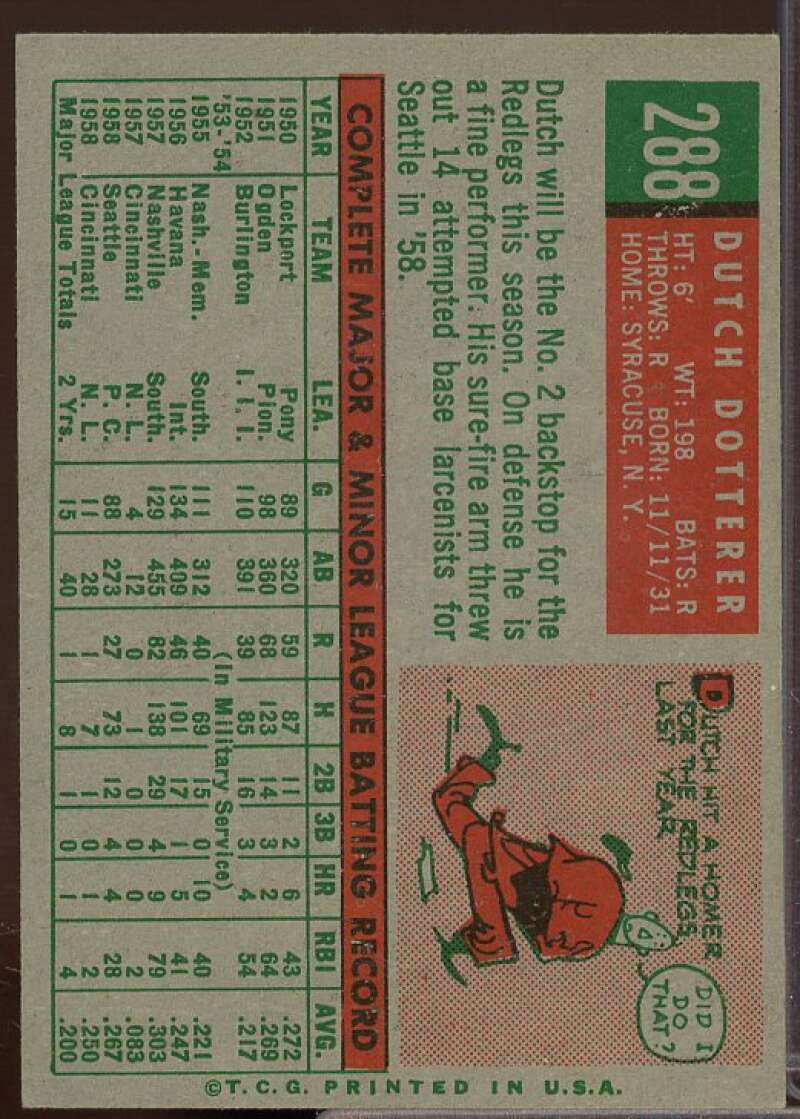 288
DUTCH DOTTERER
HT: 6' WT: 198 BATS: R
THROWS: R BORN: 11/11/31
HOME: SYRACUSE, N. Y.
Dutch will be the No. 2 backstop for the
Redlegs this season. On defense he is
a fine performer. His sure-fire arm threw
out 14 attempted base larcenists for
Seattle in '58.
DUTCH HIT A HOMER
FOR THE REDLEGS
LAST YEAR
DID I
DO
THAT?
COMPLETE MAJOR & MINOR LEAGUE BATTING RECORD
YEAR TEAM LEA. G AB R H 2B 3B HR RBI AVG.
1950 Lockport Pony 89 320 59 87 11 2 6 43 .272
1951 Ogden Pion. 98 360 68 123 14 3 2 64 .269
1952 Burlington I. I. I. 110 391 39 85 16 3 4 54 .217
'53-'54 (In Military Service)
1955 Nash.-Mem. South. 111 312 40 69 15 0 10 40 .221
1956 Havana Int. 134 409 46 101 17 1 5 41 .247
1957 Nashville South. 129 455 82 138 29 4 9 79 .303
1957 Cincinnati N. L. 4 12 0 1 0 0 0 2 .083
1958 Seattle P. C. 88 273 27 73 12 4 4 28 .267
1958 Cincinnati N. L. 11 28 1 7 1 0 1 2 .250
Major League Totals 2 Yrs. 15 40 1 8 1 0 1 4 .200
©T. C. G. PRINTED IN U.S.A.